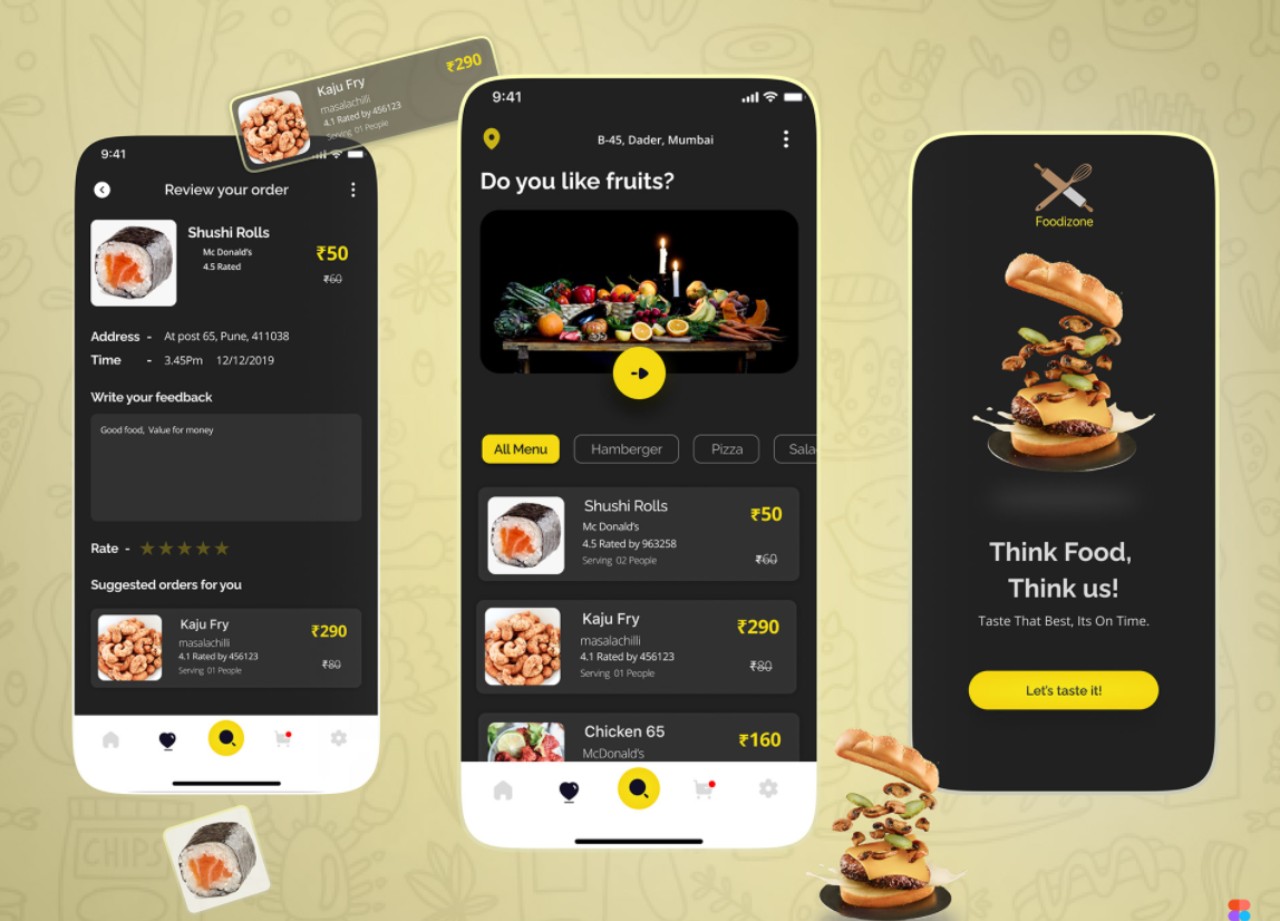 Kaju Fry
₹290
masalachilli
4.1 Rated by 456123
Serving 01 People
9:41
Review your order
Shushi Rolls
Mc Donald's
4.5 Rated
₹50
₹60
Address - At post 65, Pune, 411038
Time - 3.45Pm 12/12/2019
Write your feedback
Good food, Value for money
Rate -
Suggested orders for you
Kaju Fry
masalachilli
4.1 Rated by 456123
Serving 01 People
₹290
₹80
9:41
B-45, Dader, Mumbai
Do you like fruits?
All Menu Hamberger Pizza Sala
Shushi Rolls
Mc Donald's
4.5 Rated by 963258
Serving 02 People
₹50
₹60
Kaju Fry
masalachilli
4.1 Rated by 456123
Serving 01 People
₹290
₹80
Chicken 65
McDonald's
₹160
Foodizone
Think Food,
Think us!
Taste That Best, Its On Time.
Let's taste it!
CHIPS